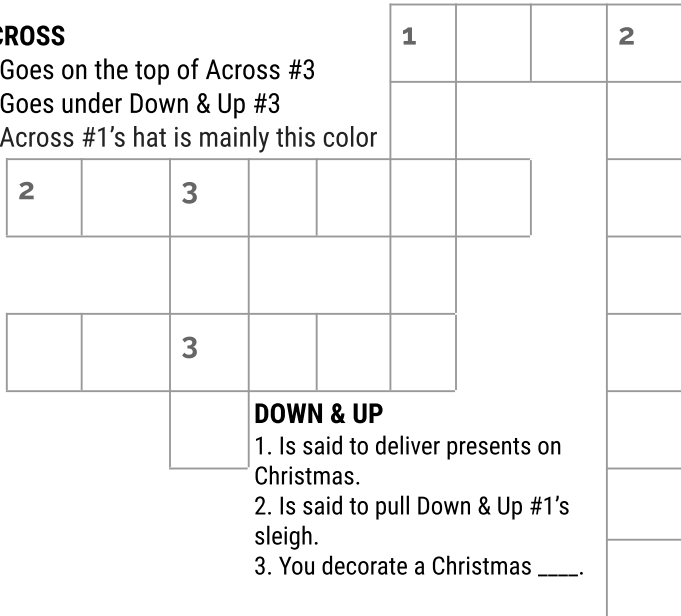 CROSS
Goes on the top of Across #3
Goes under Down & Up #3
Across #1’s hat is mainly this color
1
2
2
3
3
DOWN & UP
1. Is said to deliver presents on
Christmas.
2. Is said to pull Down & Up #1’s
sleigh.
3. You decorate a Christmas ____.